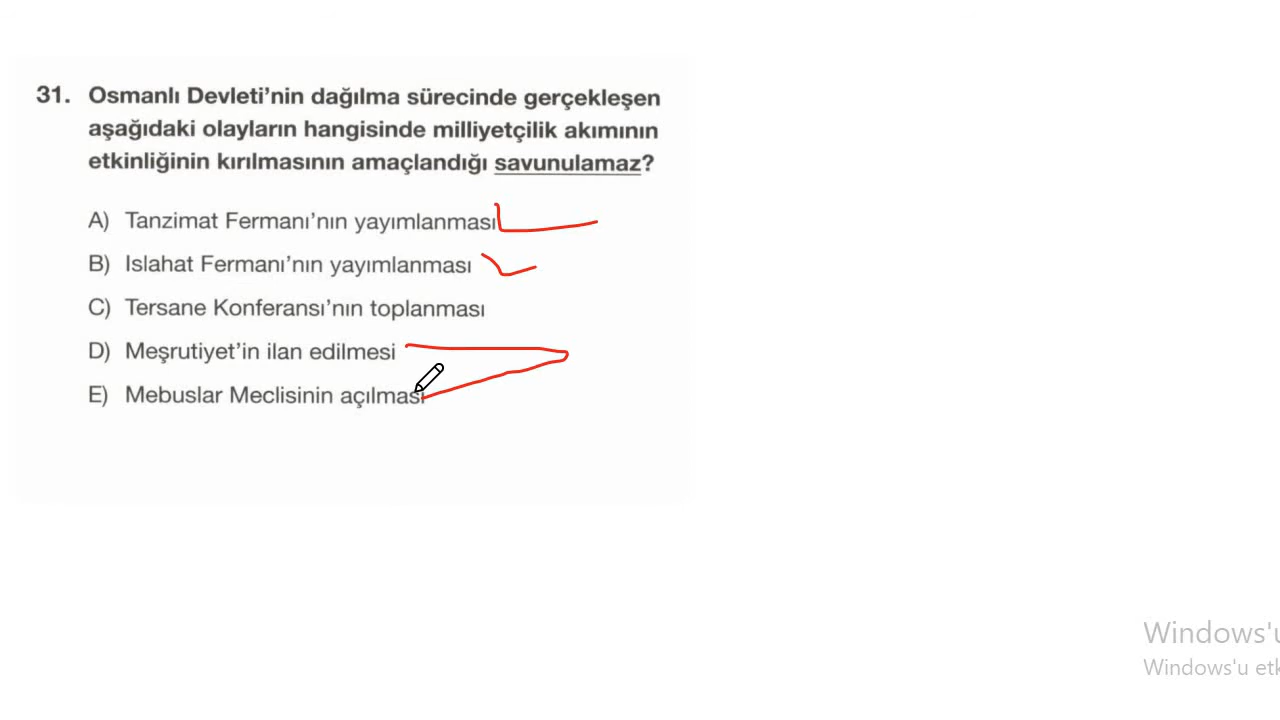 31. Osmanlı Devleti'nin dağılma sürecinde gerçekleşen
aşağıdaki olayların hangisinde milliyetçilik akımının
etkinliğinin kırılmasının amaçlandığı savunulamaz?
A) Tanzimat Fermanı'nın yayımlanması
B) Islahat Fermanı'nın yayımlanması
C) Tersane Konferansı'nın toplanması
D) Meşrutiyet'in ilan edilmesi
E) Mebuslar Meclisinin açılması
Windows'u
Windows'u etk